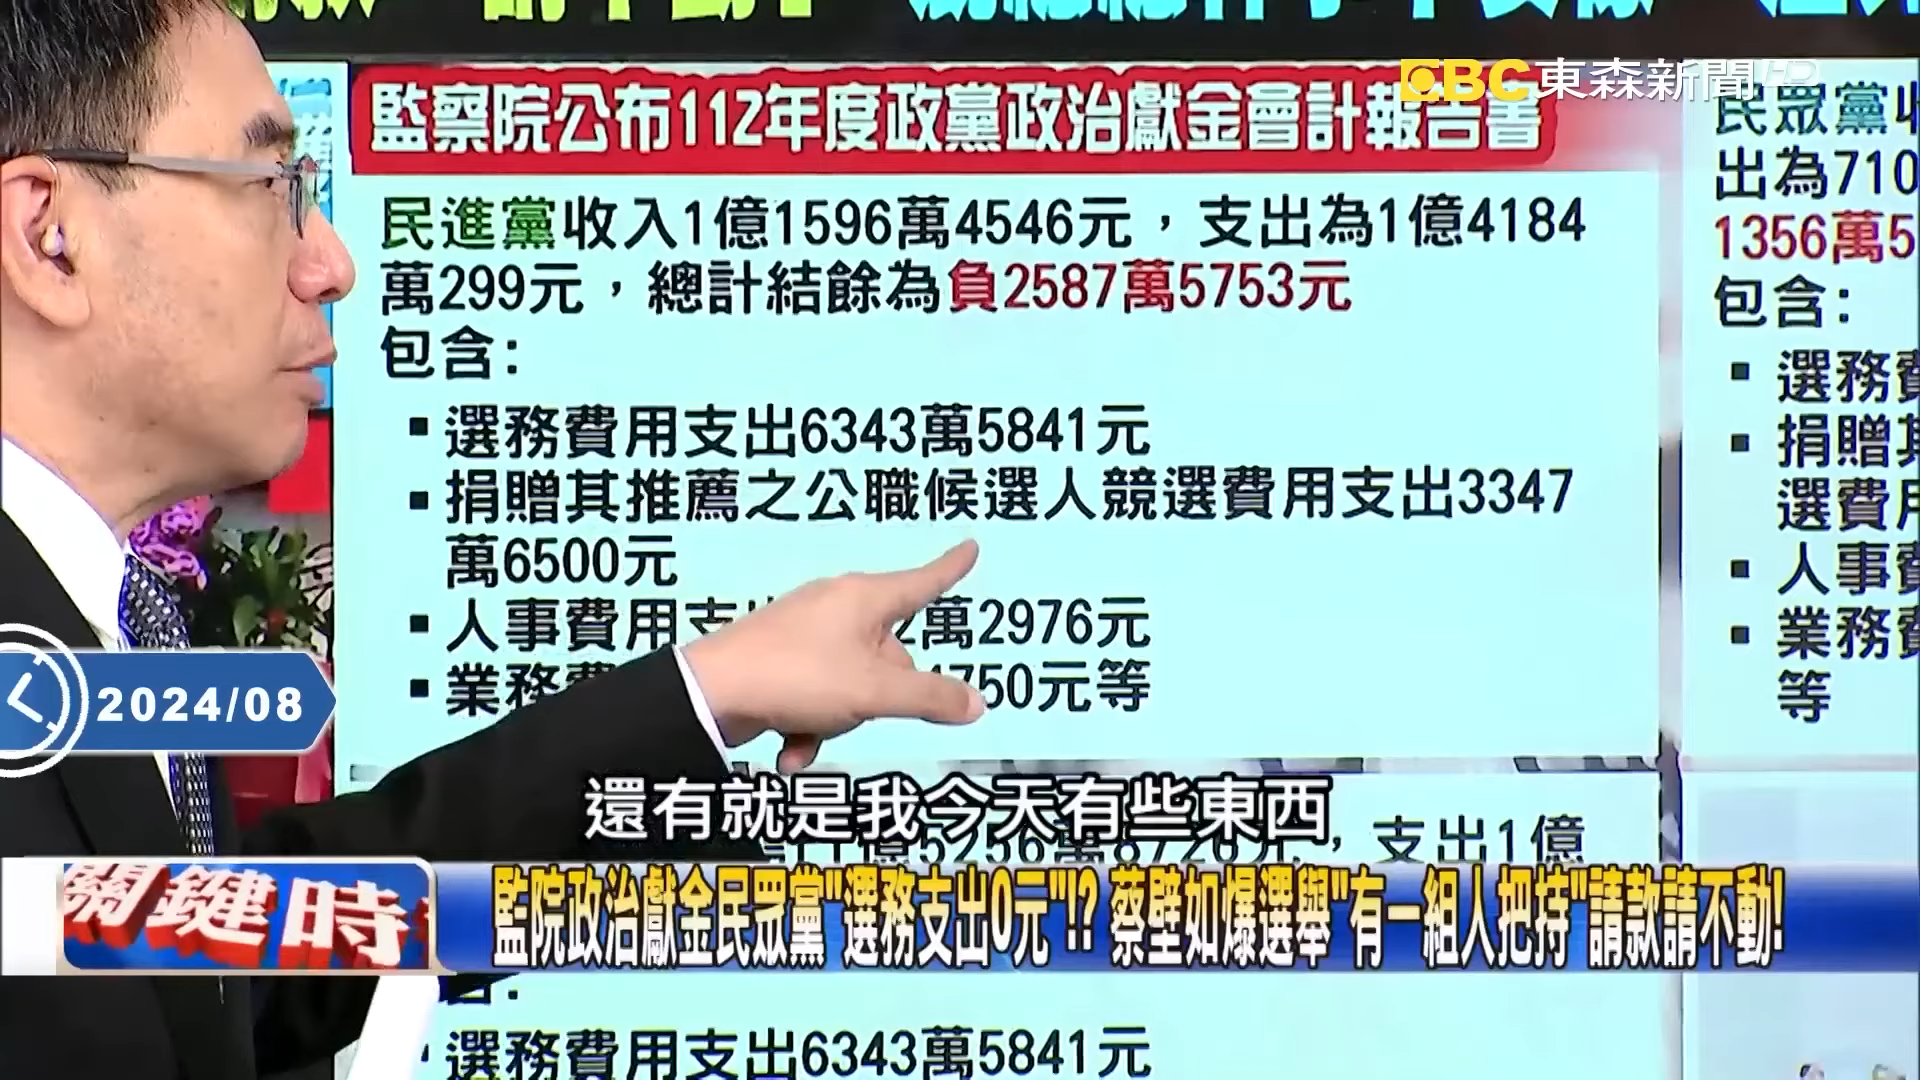 EBC東森新聞HD
監察院公布112年度政黨政治獻金會計報告書
民進黨收入1億1596萬4546元，支出為1億4184
萬299元，總計結餘為負2587萬5753元
包含:
▪ 選務費用支出6343萬5841元
▪ 捐贈其推薦之公職候選人競選費用支出3347
萬6500元
▪ 人事費用支 2萬2976元
▪ 業務費 750元等
民眾黨收
出為710
1356萬5
包含:
▪ 選務費
▪ 捐贈其
選費用
▪ 人事費
▪ 業務費
等
2024/08
還有就是我今天有些東西
，支出1億
關鍵時
監院政治獻金民眾黨"選務支出0元"!? 蔡壁如爆選舉"有一組人把持"請款請不動!
選務費用支出6343萬5841元